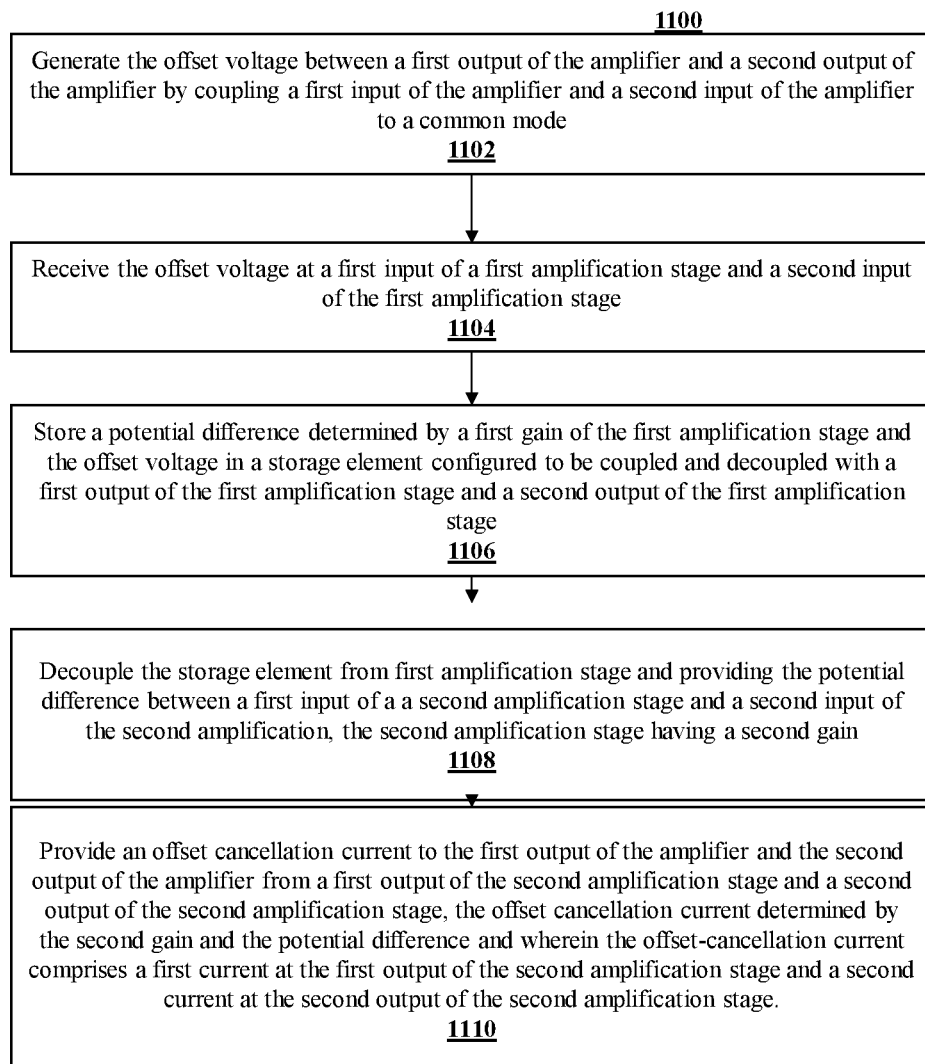 1100
Generate the offset voltage between a first output of the amplifier and a second output of
the amplifier by coupling a first input of the amplifier and a second input of the amplifier
to a common mode
1102
Receive the offset voltage at a first input of a first amplification stage and a second input
of the first amplification stage
1104
Store a potential difference determined by a first gain of the first amplification stage and
the offset voltage in a storage element configured to be coupled and decoupled with a
first output of the first amplification stage and a second output of the first amplification
stage
1106
Decouple the storage element from first amplification stage and providing the potential
difference between a first input of a a second amplification stage and a second input of
the second amplification, the second amplification stage having a second gain
1108
Provide an offset cancellation current to the first output of the amplifier and the second
output of the amplifier from a first output of the second amplification stage and a second
output of the second amplification stage, the offset cancellation current determined by
the second gain and the potential difference and wherein the offset-cancellation current
comprises a first current at the first output of the second amplification stage and a second
current at the second output of the second amplification stage.
1110